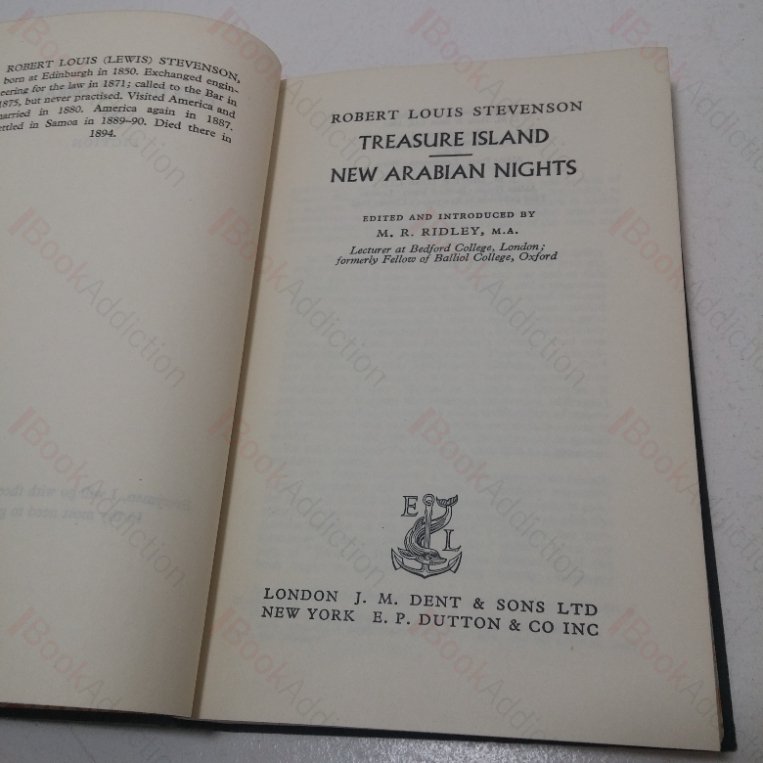 ROBERT LOUIS (LEWIS) STEVENSON,
born at Edinburgh in 1850. Exchanged engin-
eering for the law in 1871; called to the Bar in
1875, but never practised. Visited America and
married in 1880. America again in 1887.
ettled in Samoa in 1889–90. Died there in
1894.
ROBERT LOUIS STEVENSON
TREASURE ISLAND
NEW ARABIAN NIGHTS
EDITED AND INTRODUCED BY
M. R. RIDLEY, M.A.
Lecturer at Bedford College, London;
formerly Fellow of Balliol College, Oxford
E L
LONDON J. M. DENT & SONS LTD
NEW YORK E. P. DUTTON & CO INC
BookAddiction